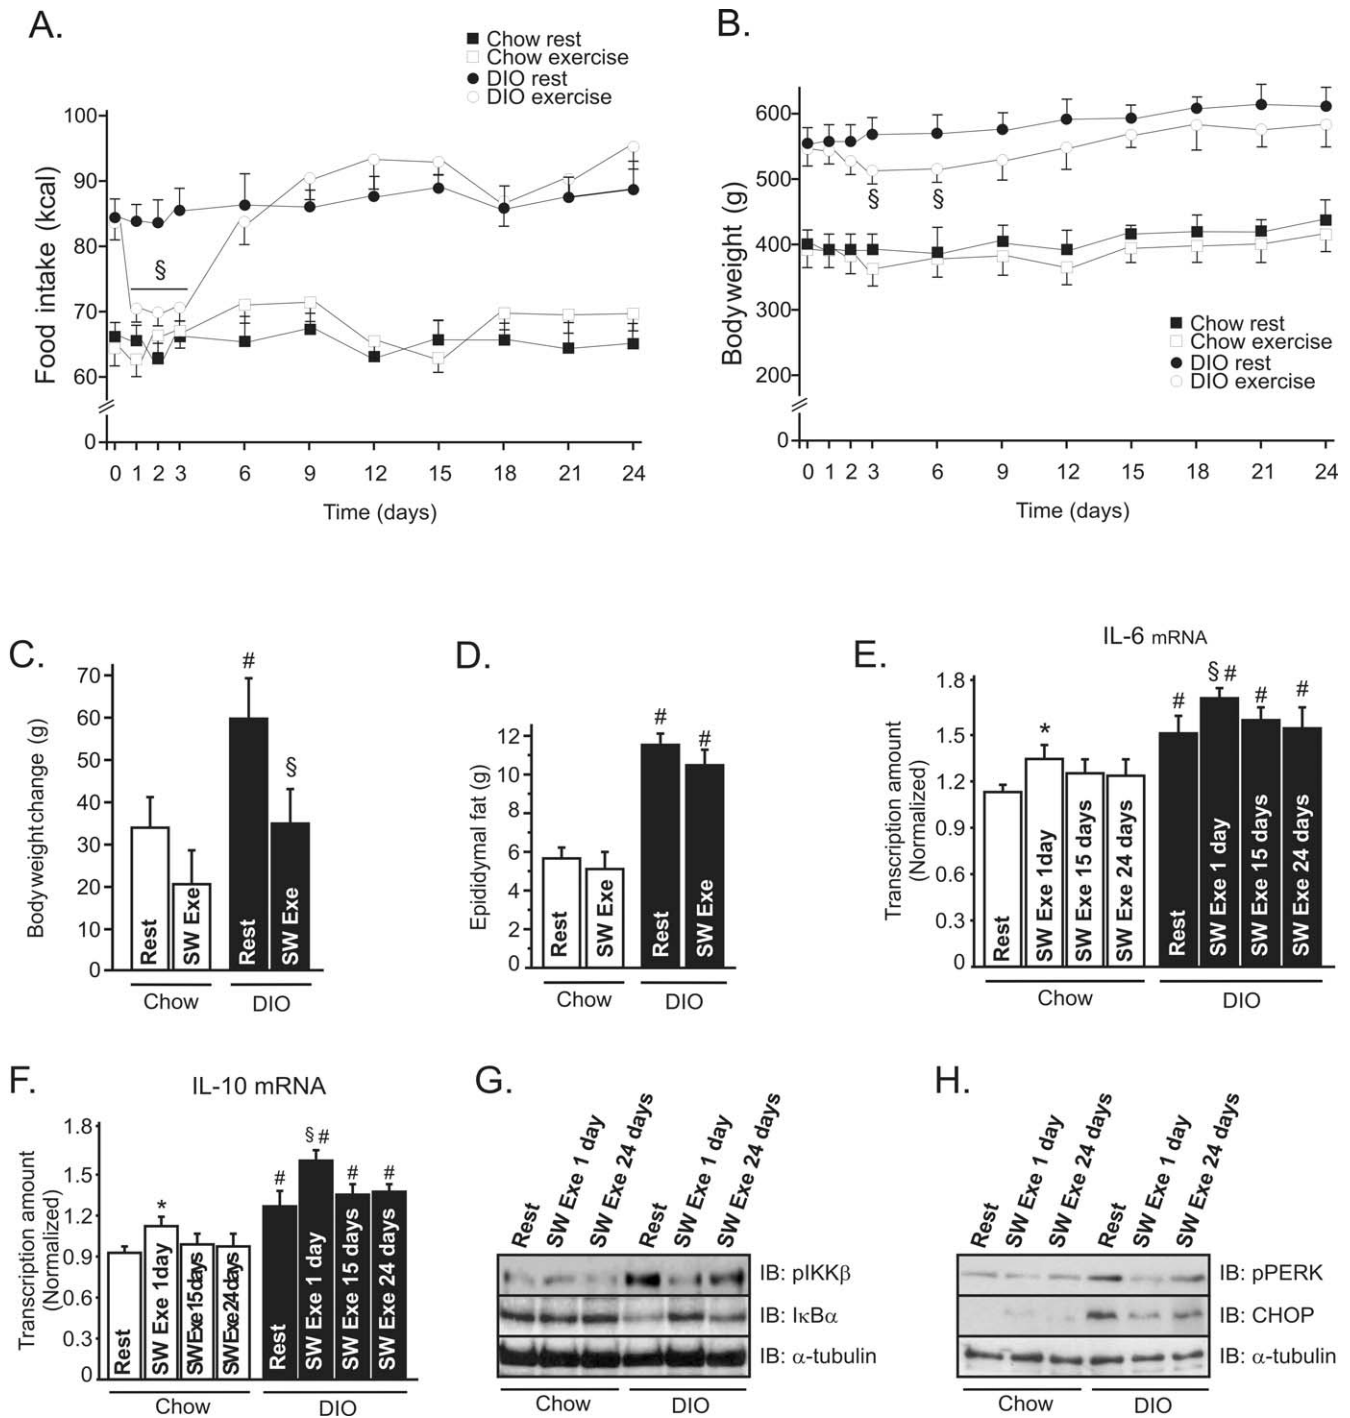 A.
Chow rest
Chow exercise
DIO rest
DIO exercise
100
90
80
70
60
0
§
Food intake (kcal)
0 1 2 3 6 9 12 15 18 21 24
Time (days)
B.
600
500
400
300
200
0
§ §
Bodyweight (g)
Chow rest
Chow exercise
DIO rest
DIO exercise
0 1 2 3 6 9 12 15 18 21 24
Time (days)
C.
70
60
50
40
30
20
10
0
Bodyweight change (g)
#
§
Rest
SW Exe
Rest
SW Exe
Chow
DIO
D.
12
10
8
6
4
2
0
Epididymal fat (g)
#
#
Rest
SW Exe
Rest
SW Exe
Chow
DIO
E.
IL-6 mRNA
1.8
1.5
1.2
0.9
0.6
0.3
0
Transcription amount
(Normalized)
*
#
§ #
#
#
Rest
SW Exe 1day
SW Exe 15 days
SW Exe 24 days
Rest
SW Exe 1 day
SW Exe 15 days
SW Exe 24 days
Chow
DIO
F.
IL-10 mRNA
1.8
1.5
1.2
0.9
0.6
0.3
0
Transcription amount
(Normalized)
*
#
§ #
#
#
Rest
SW Exe 1day
SW Exe 15 days
SW Exe 24 days
Rest
SW Exe 1 day
SW Exe 15 days
SW Exe 24 days
Chow
DIO
G.
Rest
SW Exe 1 day
SW Exe 24 days
Rest
SW Exe 1 day
SW Exe 24 days
IB: pIKKβ
IB: IκBα
IB: α-tubulin
Chow
DIO
H.
Rest
SW Exe 1 day
SW Exe 24 days
Rest
SW Exe 1 day
SW Exe 24 days
IB: pPERK
IB: CHOP
IB: α-tubulin
Chow
DIO